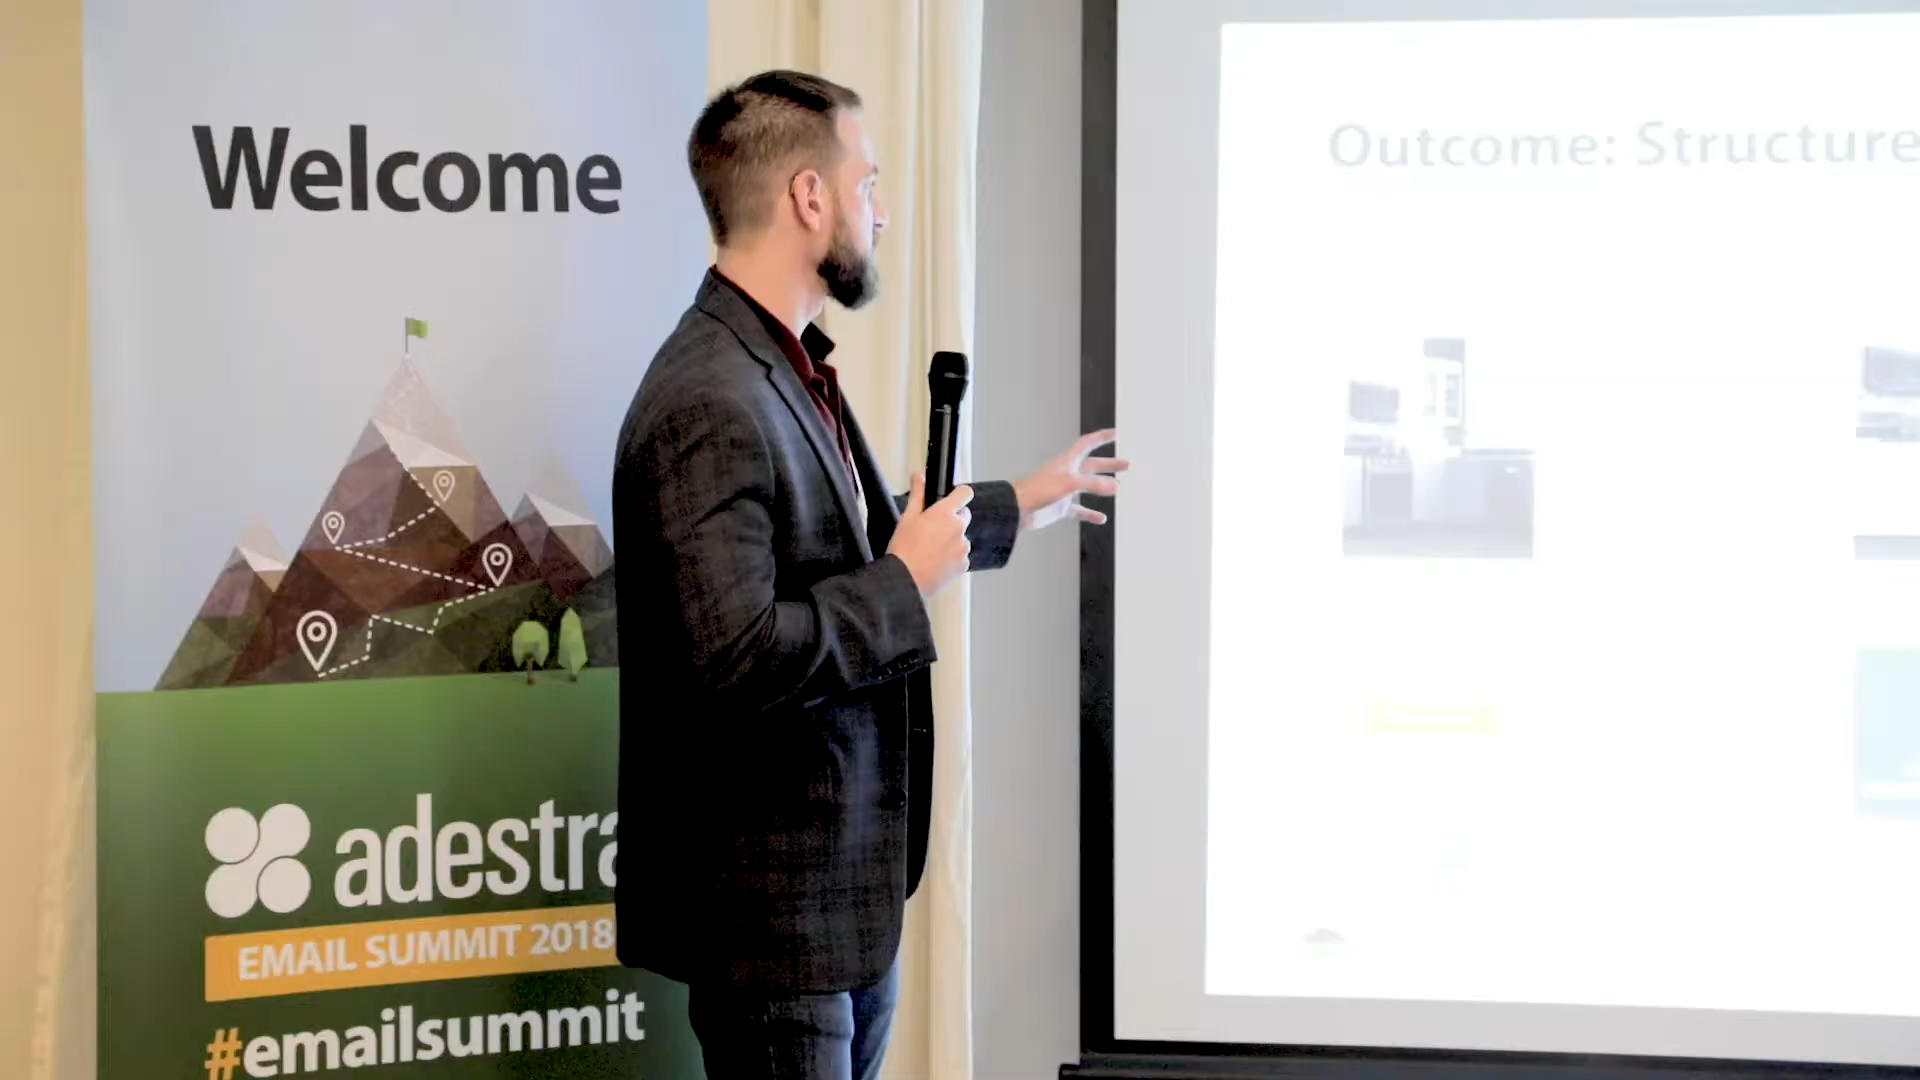 Welcome
adestra
EMAIL SUMMIT 2018
#emailsummit
Outcome: Structure